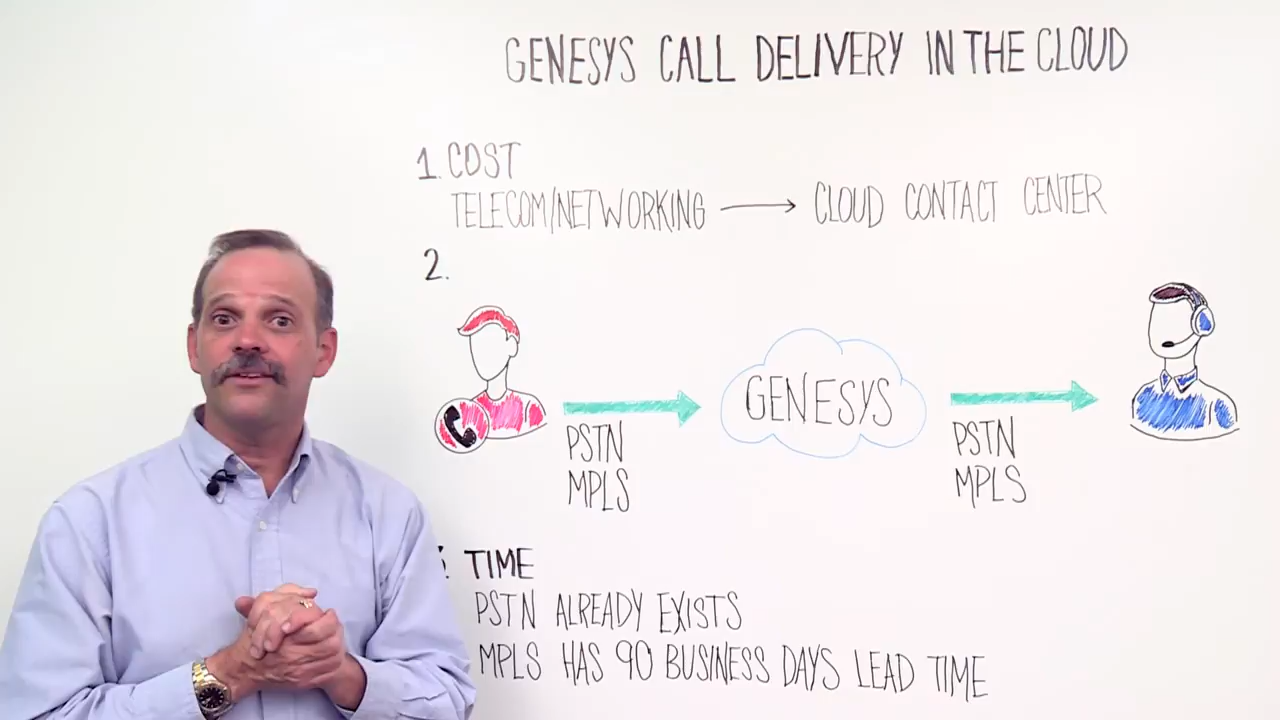 GENESYS CALL DELIVERY IN THE CLOUD
1. COST
TELECOM/NETWORKING → CLOUD CONTACT CENTER
2.
GENESYS
PSTN
MPLS
PSTN
MPLS
TIME
PSTN ALREADY EXISTS
MPLS HAS 90 BUSINESS DAYS LEAD TIME